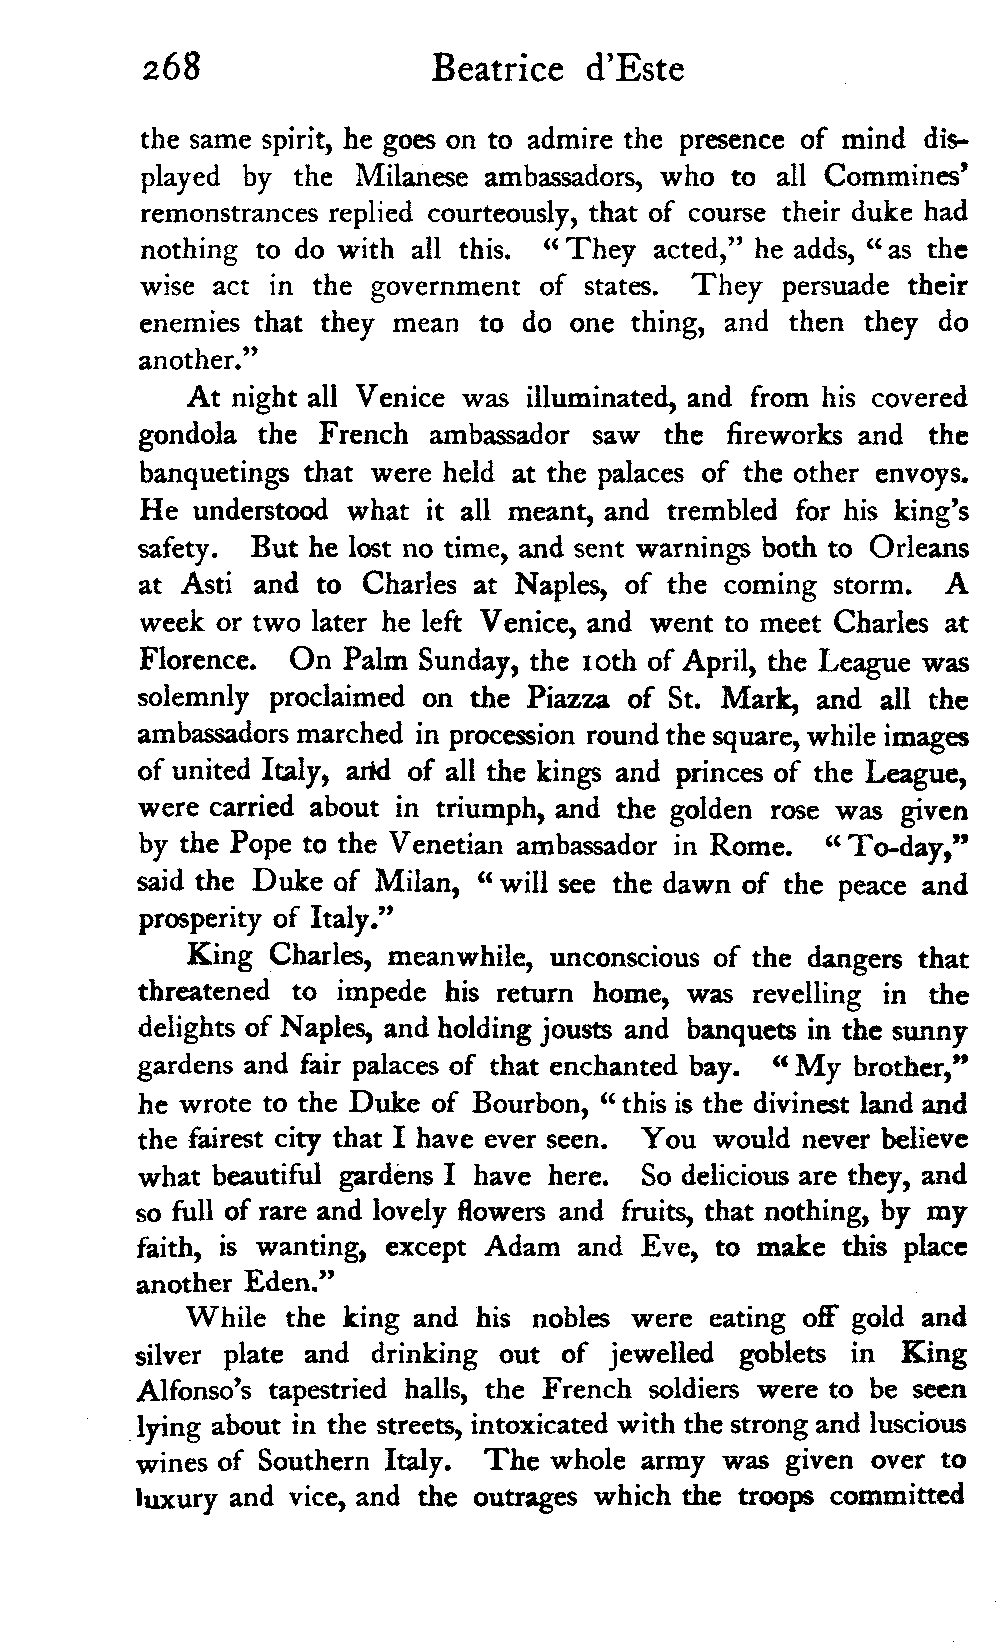 268 Beatrice d'Este
the same spirit, he goes on to admire the presence of mind dis-
played by the Milanese ambassadors, who to all Commines'
remonstrances replied courteously, that of course their duke had
nothing to do with all this. "They acted," he adds, "as the
wise act in the government of states. They persuade their
enemies that they mean to do one thing, and then they do
another."
At night all Venice was illuminated, and from his covered
gondola the French ambassador saw the fireworks and the
banquetings that were held at the palaces of the other envoys.
He understood what it all meant, and trembled for his king's
safety. But he lost no time, and sent warnings both to Orleans
at Asti and to Charles at Naples, of the coming storm. A
week or two later he left Venice, and went to meet Charles at
Florence. On Palm Sunday, the 10th of April, the League was
solemnly proclaimed on the Piazza of St. Mark, and all the
ambassadors marched in procession round the square, while images
of united Italy, and of all the kings and princes of the League,
were carried about in triumph, and the golden rose was given
by the Pope to the Venetian ambassador in Rome. "To-day,"
said the Duke of Milan, "will see the dawn of the peace and
prosperity of Italy."
King Charles, meanwhile, unconscious of the dangers that
threatened to impede his return home, was revelling in the
delights of Naples, and holding jousts and banquets in the sunny
gardens and fair palaces of that enchanted bay. "My brother,"
he wrote to the Duke of Bourbon, "this is the divinest land and
the fairest city that I have ever seen. You would never believe
what beautiful gardens I have here. So delicious are they, and
so full of rare and lovely flowers and fruits, that nothing, by my
faith, is wanting, except Adam and Eve, to make this place
another Eden."
While the king and his nobles were eating off gold and
silver plate and drinking out of jewelled goblets in King
Alfonso's tapestried halls, the French soldiers were to be seen
lying about in the streets, intoxicated with the strong and luscious
wines of Southern Italy. The whole army was given over to
luxury and vice, and the outrages which the troops committed